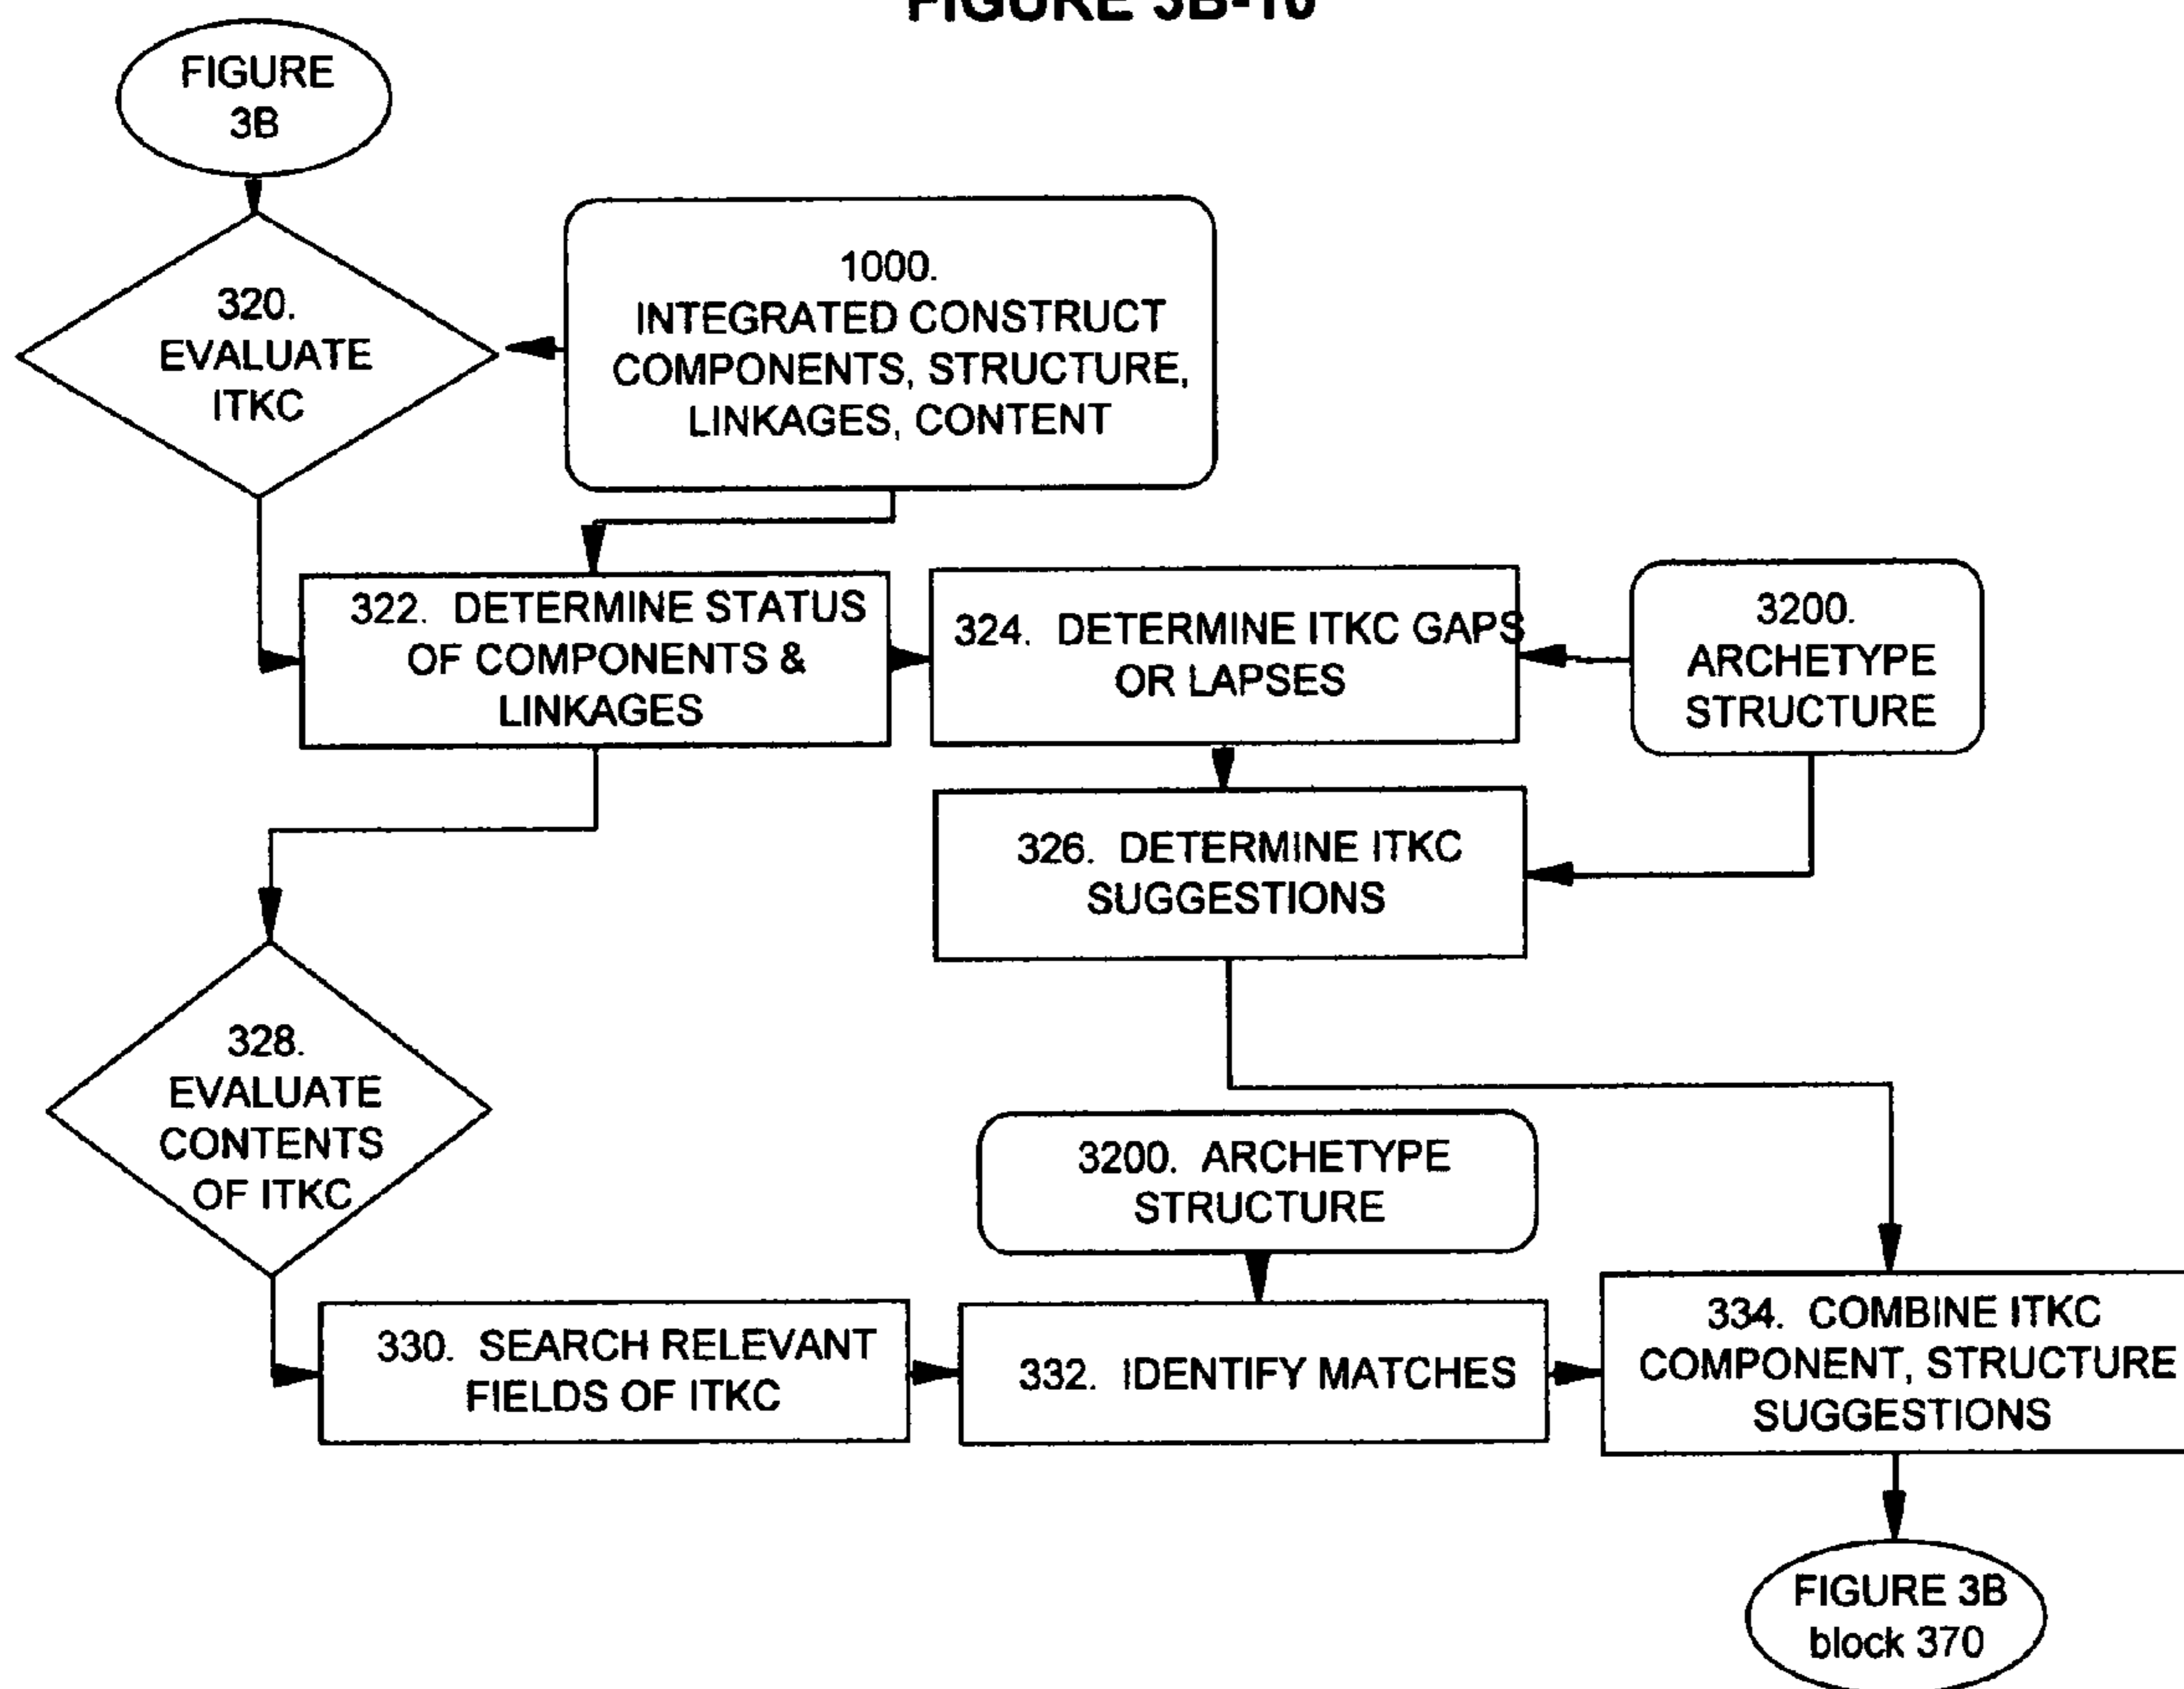 FIGURE 3B-10
FIGURE
3B
320.
EVALUATE
ITKC
1000.
INTEGRATED CONSTRUCT
COMPONENTS, STRUCTURE,
LINKAGES, CONTENT
322. DETERMINE STATUS
OF COMPONENTS &
LINKAGES
324. DETERMINE ITKC GAPS
OR LAPSES
3200.
ARCHETYPE
STRUCTURE
326. DETERMINE ITKC
SUGGESTIONS
328.
EVALUATE
CONTENTS
OF ITKC
3200. ARCHETYPE
STRUCTURE
330. SEARCH RELEVANT
FIELDS OF ITKC
332. IDENTIFY MATCHES
334. COMBINE ITKC
COMPONENT, STRUCTURE
SUGGESTIONS
FIGURE 3B
block 370